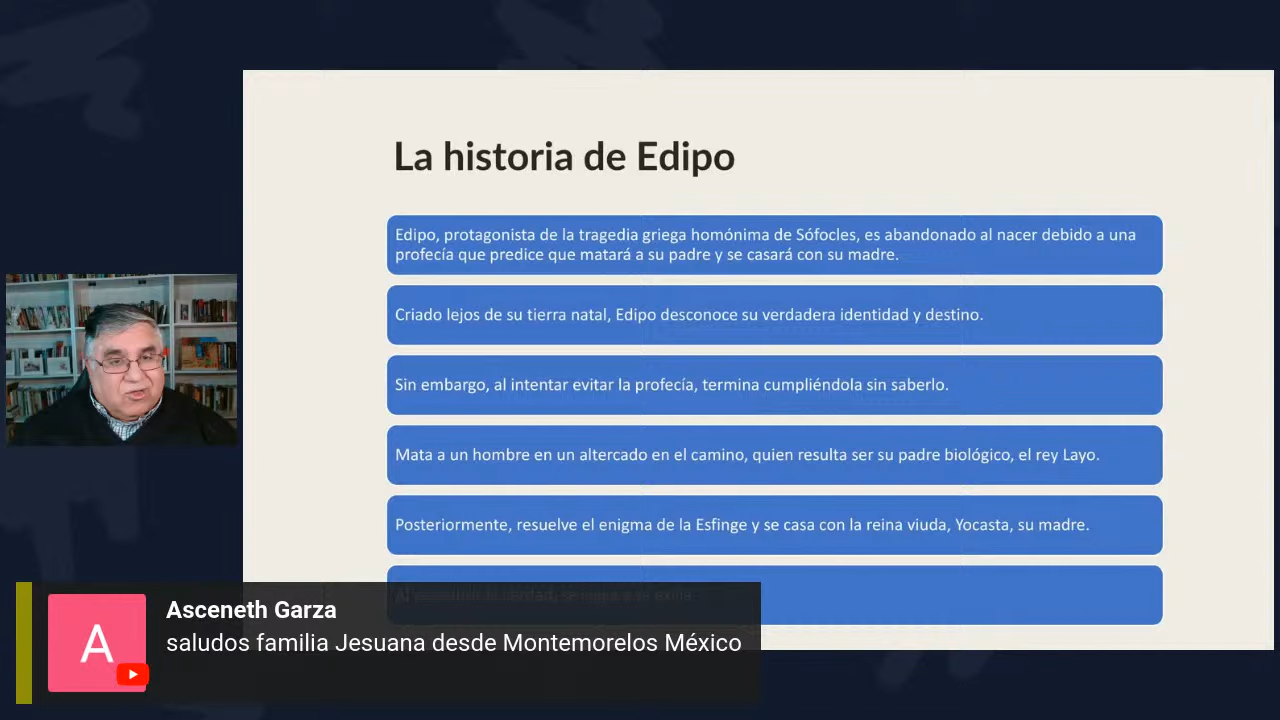 La historia de Edipo
Edipo, protagonista de la tragedia griega homónima de Sófocles, es abandonado al nacer debido a una
profecía que predice que matará a su padre y se casará con su madre.
Criado lejos de su tierra natal, Edipo desconoce su verdadera identidad y destino.
Sin embargo, al intentar evitar la profecía, termina cumpliéndola sin saberlo.
Mata a un hombre en un altercado en el camino, quien resulta ser su padre biológico, el rey Layo.
Posteriormente, resuelve el enigma de la Esfinge y se casa con la reina viuda, Yocasta, su madre.
A
Asceneth Garza
saludos familia Jesuana desde Montemorelos México